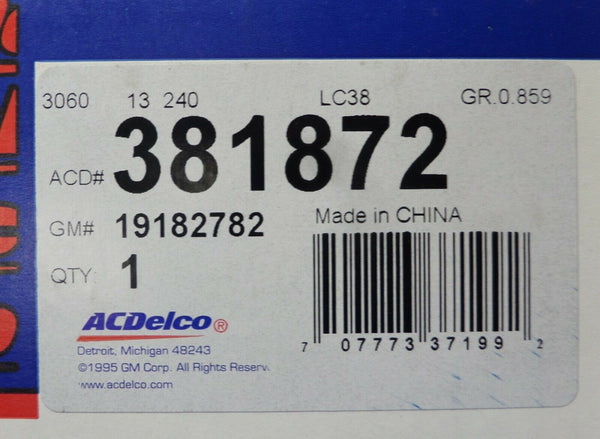 3060 13 240 LC38 GR.0.859
ACD# 381872
GM# 19182782
Made in CHINA
QTY: 1
ACDelco®
7 07773 37199 2
Detroit, Michigan 48243
©1995 GM Corp. All Rights Reserv
www.acdelco.com